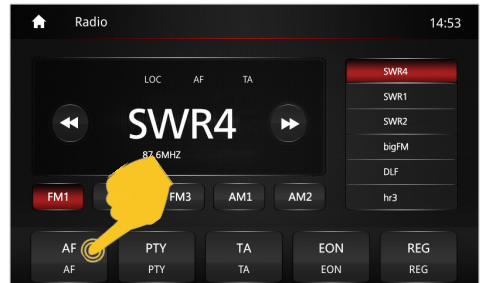 Radio 14:53
LOC AF TA
SWR4
87.6MHZ
SWR4
SWR1
SWR2
bigFM
DLF
hr3
FM1 FM3 AM1 AM2
AF PTY TA EON REG
AF PTY TA EON REG